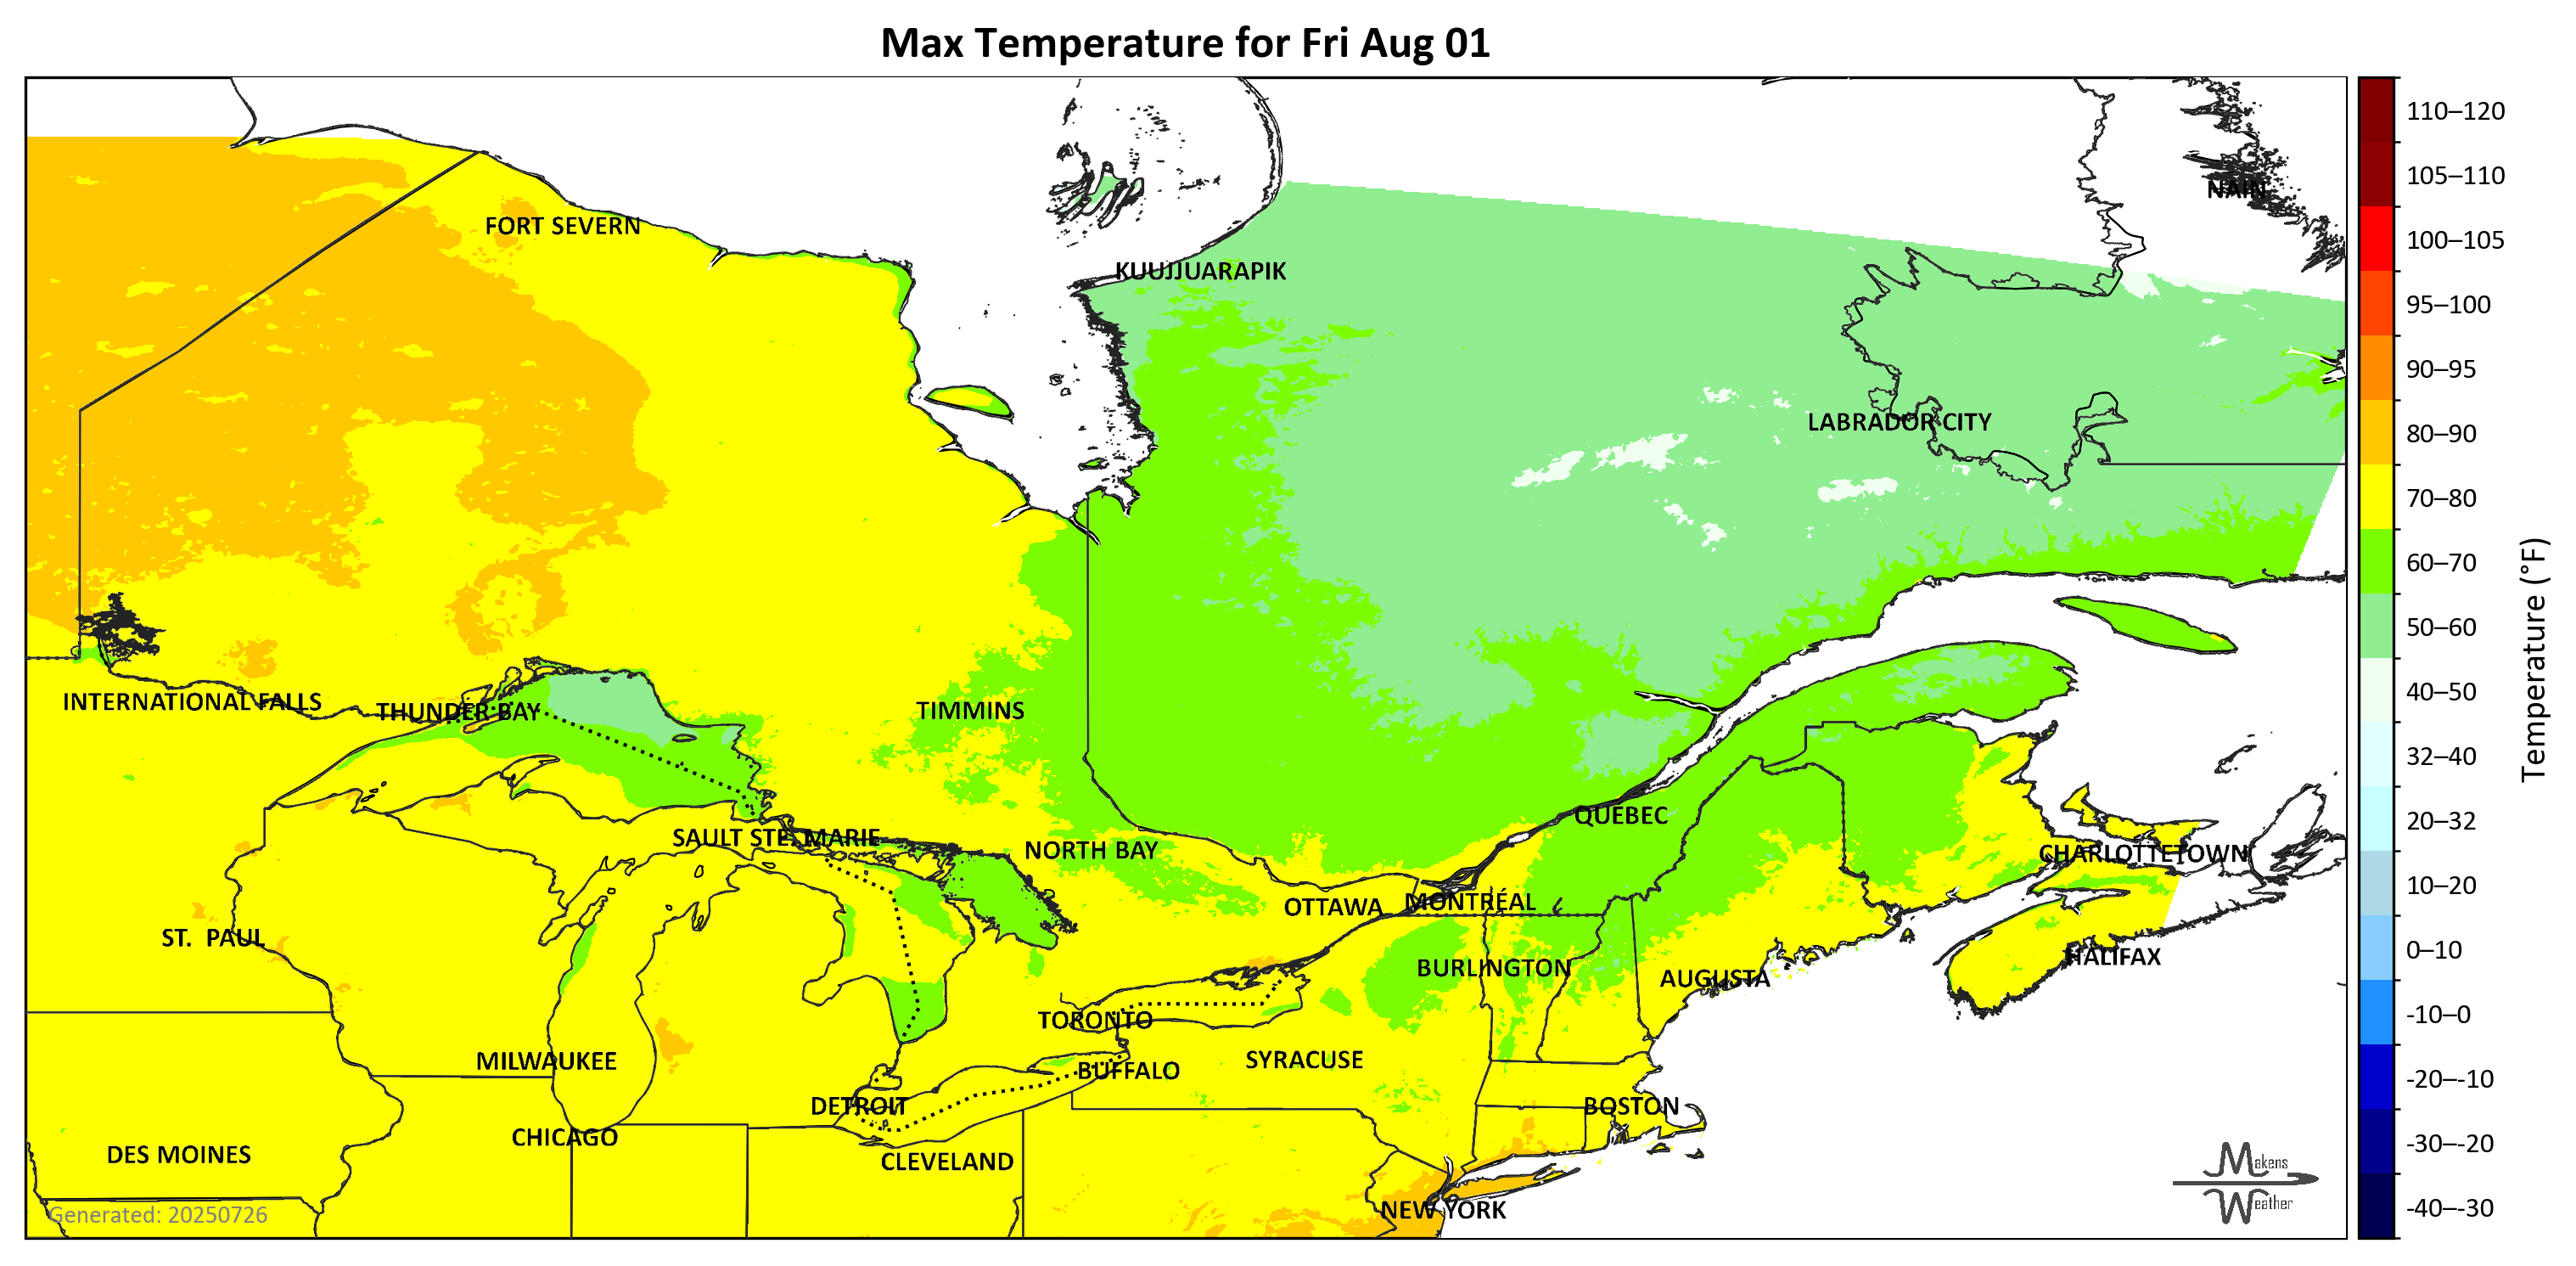 Max Temperature for Fri Aug 01
NAIN
FORT SEVERN
KUUJJUARAPIK
LABRADOR CITY
INTERNATIONAL FALLS
THUNDER BAY
TIMMINS
QUÉBEC
SAULT STE. MARIE
NORTH BAY
CHARLOTTETOWN
OTTAWA
MONTRÉAL
ST. PAUL
HALIFAX
BURLINGTON
AUGUSTA
TORONTO
MILWAUKEE
SYRACUSE
BUFFALO
DETROIT
BOSTON
CHICAGO
DES MOINES
CLEVELAND
NEW YORK
Generated: 20250726
Makens
Weather
110–120
105–110
100–105
95–100
90–95
80–90
70–80
60–70
50–60
40–50
32–40
20–32
10–20
0–10
-10–0
-20–-10
-30–-20
-40–-30
Temperature (°F)